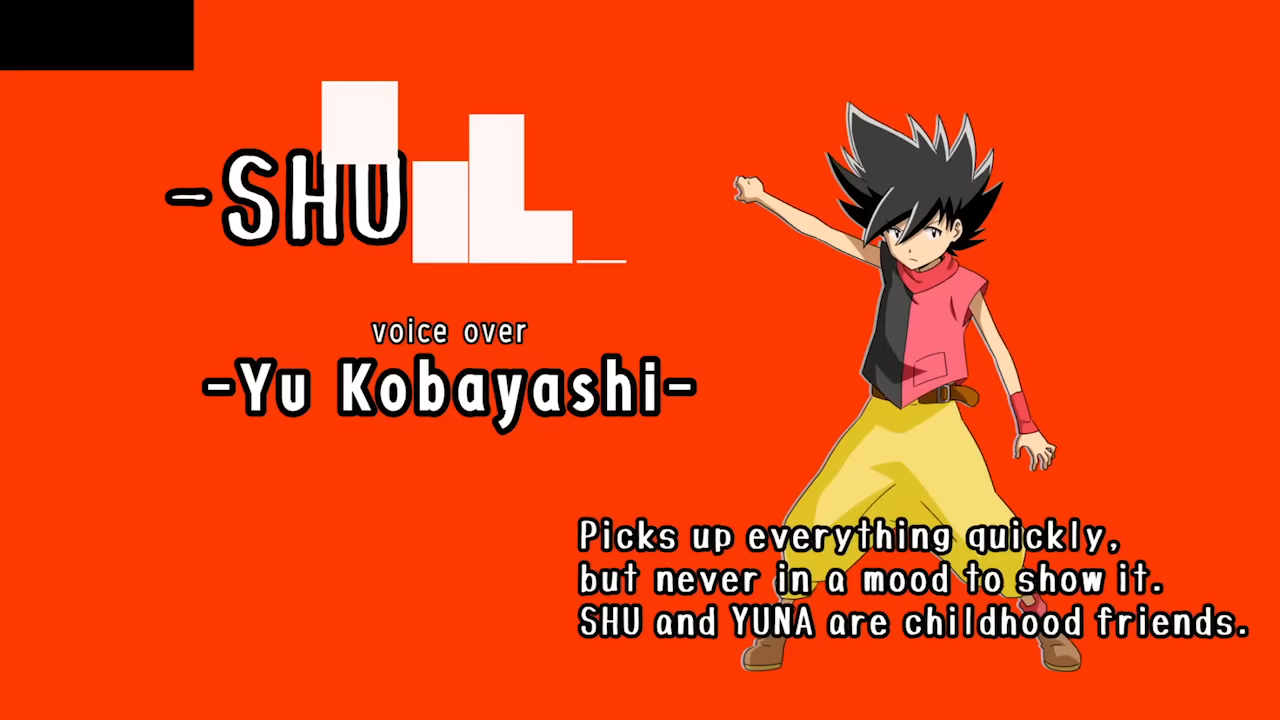 -SHU
voice over
-Yu Kobayashi-
Picks up everything quickly,
but never in a mood to show it.
SHU and YUNA are childhood friends.